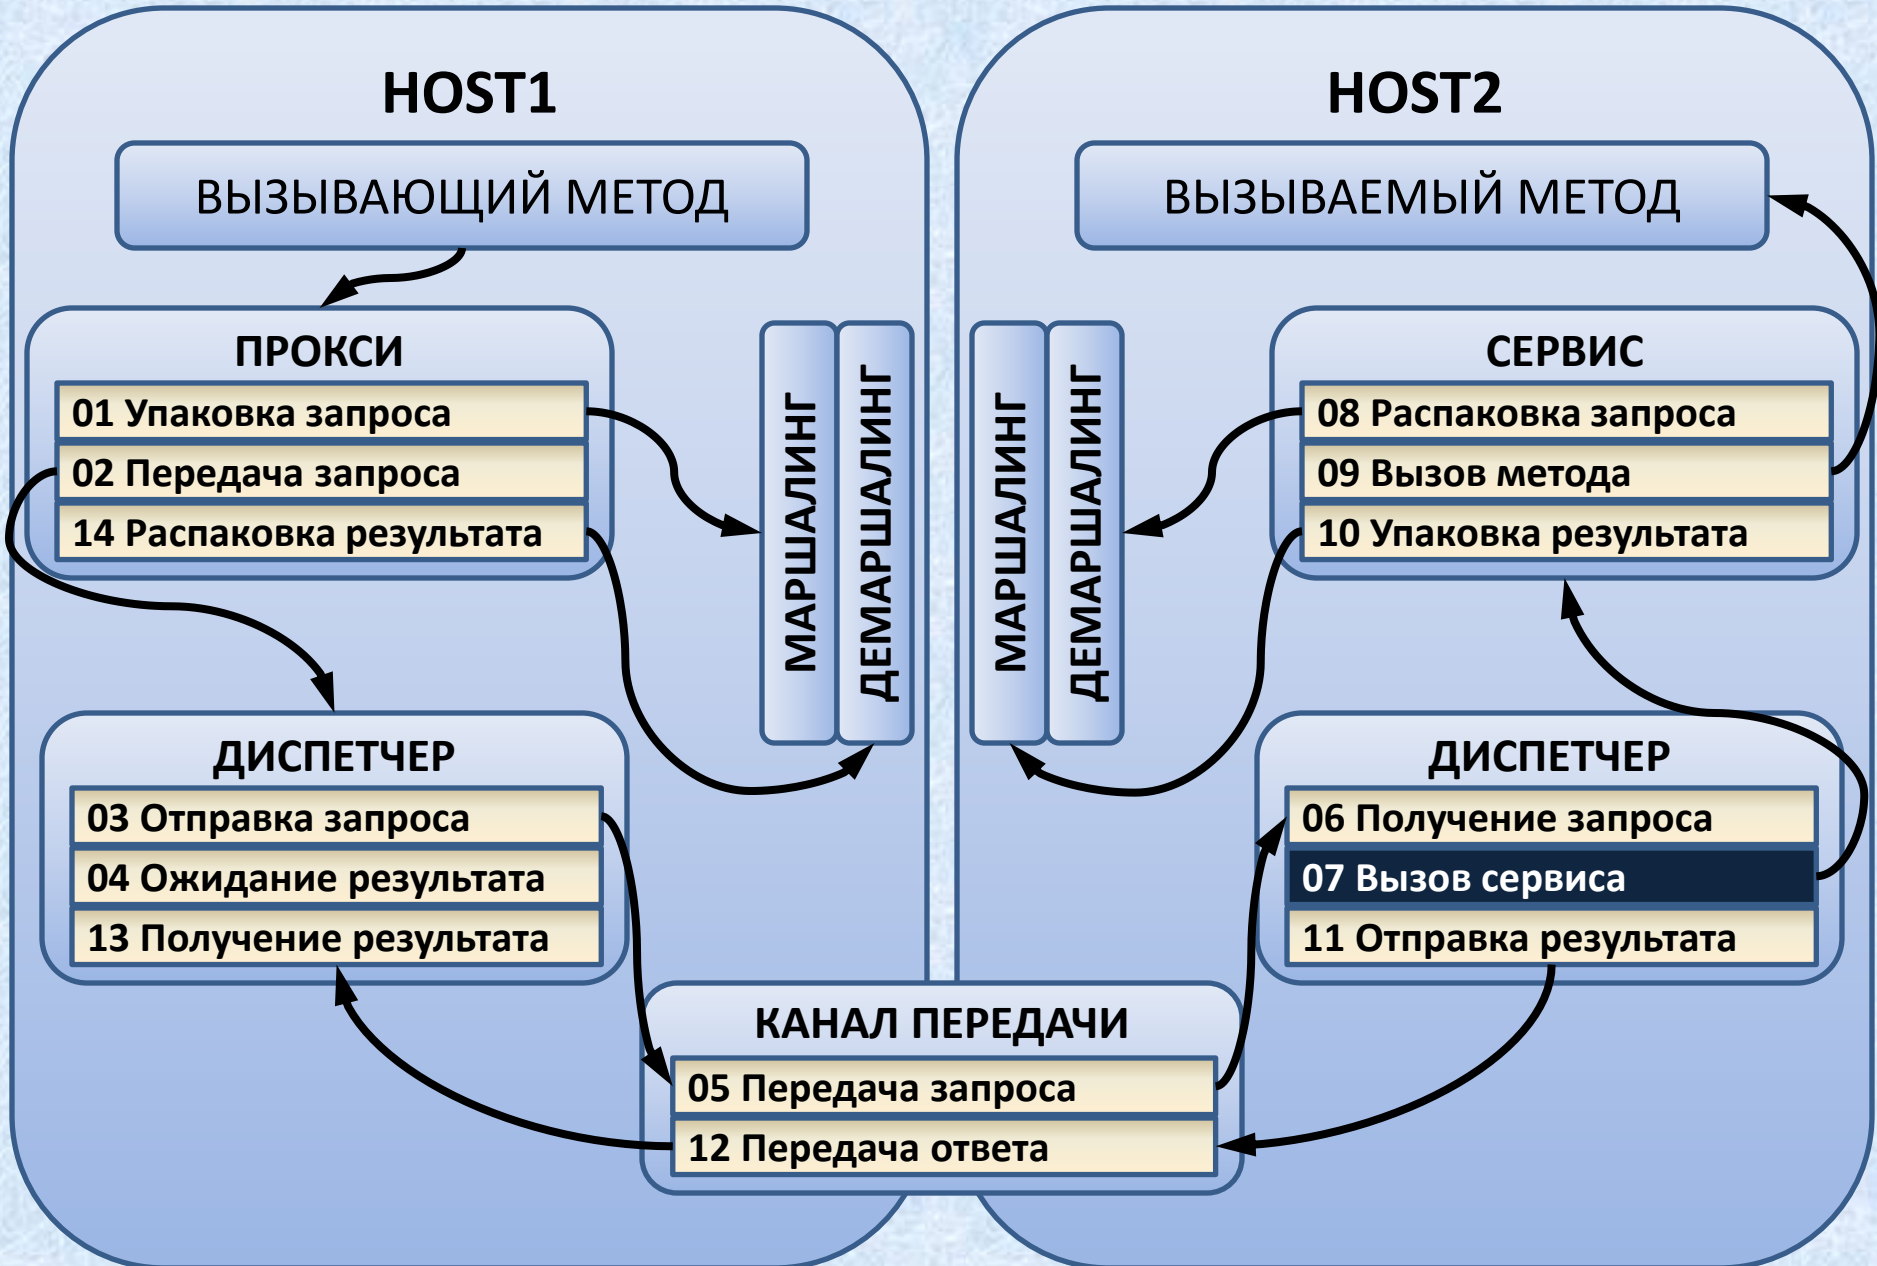 HOST1
ВЫЗЫВАЮЩИЙ МЕТОД
ПРОКСИ
01 Упаковка запроса
02 Передача запроса
14 Распаковка результата
МАРШАЛИНГ
ДЕМАРШАЛИНГ
ДИСПЕТЧЕР
03 Отправка запроса
04 Ожидание результата
13 Получение результата
КАНАЛ ПЕРЕДАЧИ
05 Передача запроса
12 Передача ответа
HOST2
ВЫЗЫВАЕМЫЙ МЕТОД
МАРШАЛИНГ
ДЕМАРШАЛИНГ
СЕРВИС
08 Распаковка запроса
09 Вызов метода
10 Упаковка результата
ДИСПЕТЧЕР
06 Получение запроса
07 Вызов сервиса
11 Отправка результата